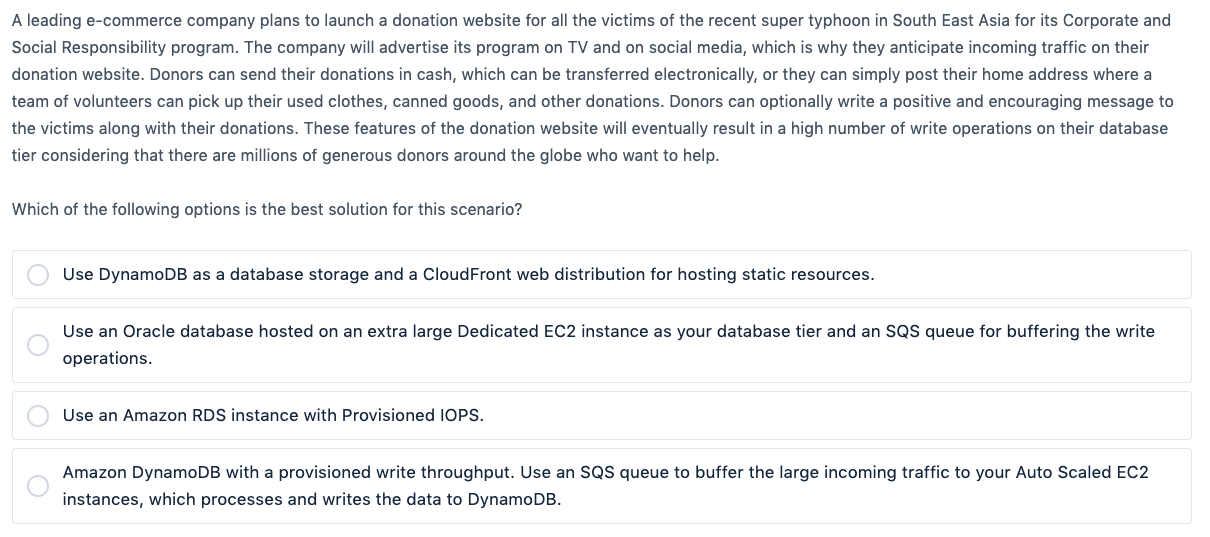 A leading e-commerce company plans to launch a donation website for all the victims of the recent super typhoon in South East Asia for its Corporate and
Social Responsibility program. The company will advertise its program on TV and on social media, which is why they anticipate incoming traffic on their
donation website. Donors can send their donations in cash, which can be transferred electronically, or they can simply post their home address where a
team of volunteers can pick up their used clothes, canned goods, and other donations. Donors can optionally write a positive and encouraging message to
the victims along with their donations. These features of the donation website will eventually result in a high number of write operations on their database
tier considering that there are millions of generous donors around the globe who want to help.
Which of the following options is the best solution for this scenario?
Use DynamoDB as a database storage and a CloudFront web distribution for hosting static resources.
Use an Oracle database hosted on an extra large Dedicated EC2 instance as your database tier and an SQS queue for buffering the write
operations.
Use an Amazon RDS instance with Provisioned IOPS.
Amazon DynamoDB with a provisioned write throughput. Use an SQS queue to buffer the large incoming traffic to your Auto Scaled EC2
instances, which processes and writes the data to DynamoDB.